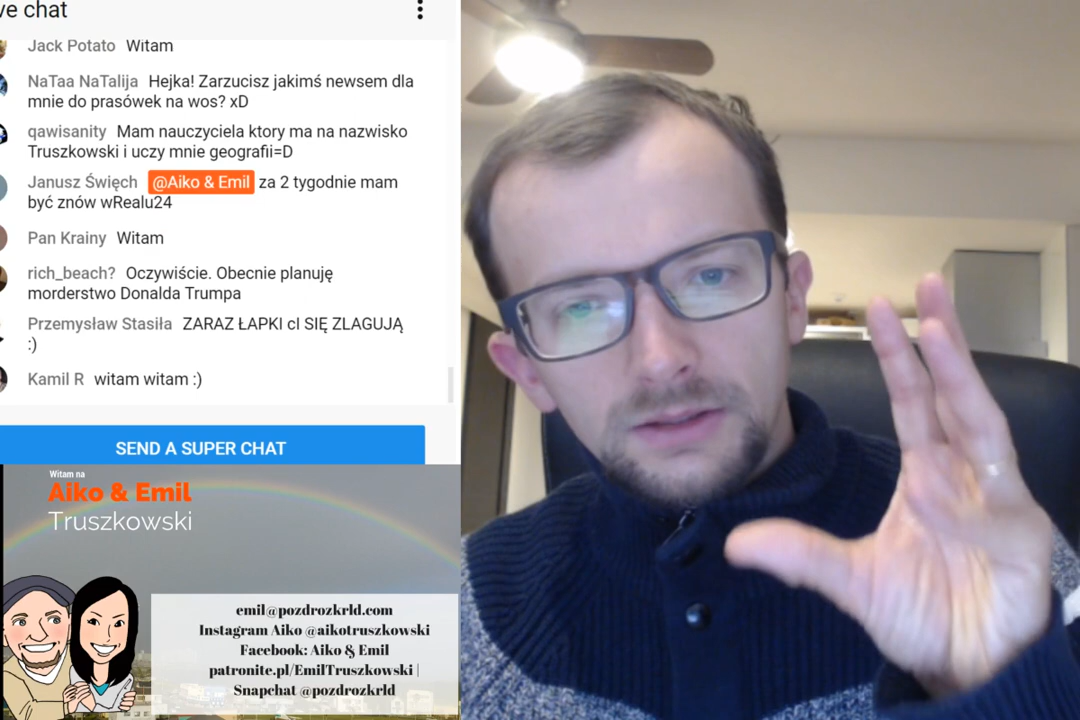 ve chat
Jack Potato Witam
NaTaa NaTalija Hejka! Zarzucisz jakimś newsem dla
mnie do prasówek na wos? xD
qawisanity Mam nauczyciela ktory ma na nazwisko
Truszkowski i uczy mnie geografii=D
Janusz Święch @Aiko & Emil za 2 tygodnie mam
być znów wRealu24
Pan Krainy Witam
rich_beach? Oczywiście. Obecnie planuję
morderstwo Donalda Trumpa
Przemysław Stasiła ZARAZ ŁAPKI cI SIĘ ZLAGUJĄ
:)
Kamil R witam witam :)
SEND A SUPER CHAT
Witam na
Aiko & Emil
Truszkowski
emil@pozdrozkrld.com
Instagram Aiko @aikotruszkowski
Facebook: Aiko & Emil
patronite.pl/EmilTruszkowski |
Snapchat @pozdrozkrld